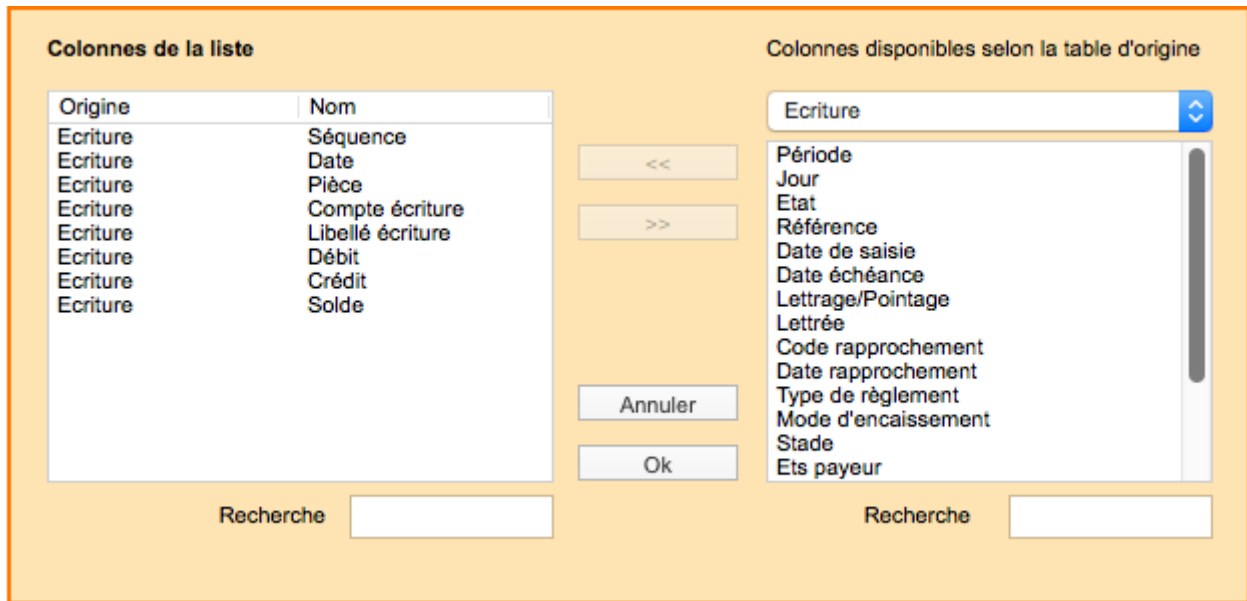 Colonnes de la liste
Colonnes disponibles selon la table d'origine
Origine Nom
Ecriture Séquence
Ecriture Date
Ecriture Pièce
Ecriture Compte écriture
Ecriture Libellé écriture
Ecriture Débit
Ecriture Crédit
Ecriture Solde
<<
>>
Annuler
Ok
Ecriture
Période
Jour
Etat
Référence
Date de saisie
Date échéance
Lettrage/Pointage
Lettrée
Code rapprochement
Date rapprochement
Type de règlement
Mode d'encaissement
Stade
Ets payeur
Recherche
Recherche